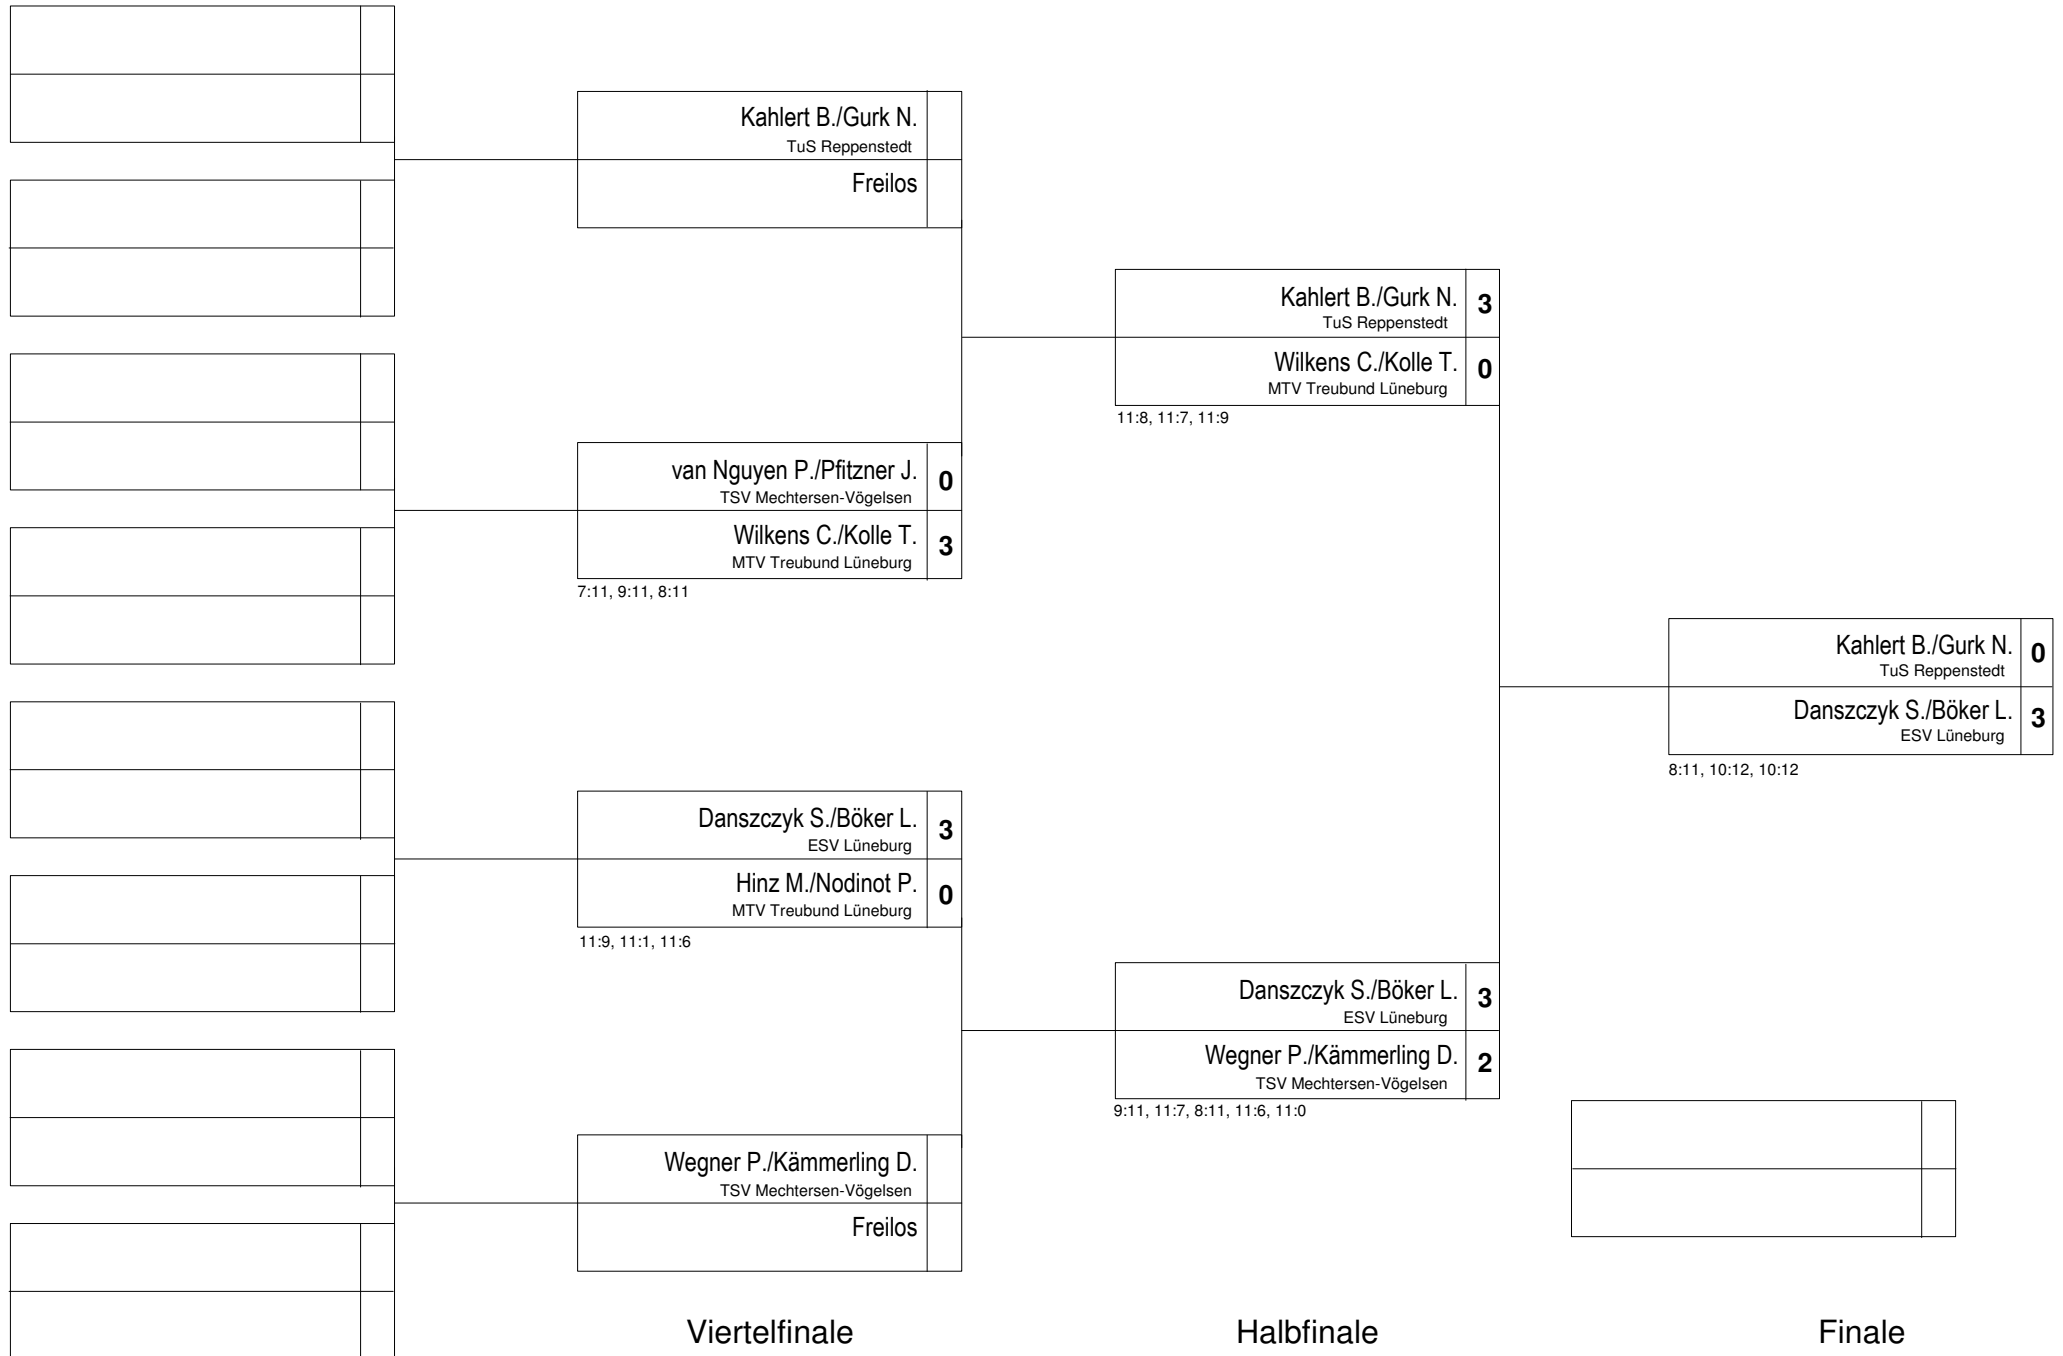 Kahlert B./Gurk N.
TuS Reppenstedt
Freilos
van Nguyen P./Pfitzner J. 0
TSV Mechtersen-Vögelsen
Wilkens C./Kolle T. 3
MTV Treubund Lüneburg
7:11, 9:11, 8:11
Danszczyk S./Böker L. 3
ESV Lüneburg
Hinz M./Nodinot P. 0
MTV Treubund Lüneburg
11:9, 11:1, 11:6
Wegner P./Kämmerling D.
TSV Mechtersen-Vögelsen
Freilos
Viertelfinale
Kahlert B./Gurk N. 3
TuS Reppenstedt
Wilkens C./Kolle T. 0
MTV Treubund Lüneburg
11:8, 11:7, 11:9
Danszczyk S./Böker L. 3
ESV Lüneburg
Wegner P./Kämmerling D. 2
TSV Mechtersen-Vögelsen
9:11, 11:7, 8:11, 11:6, 11:0
Halbfinale
Kahlert B./Gurk N. 0
TuS Reppenstedt
Danszczyk S./Böker L. 3
ESV Lüneburg
8:11, 10:12, 10:12
Finale